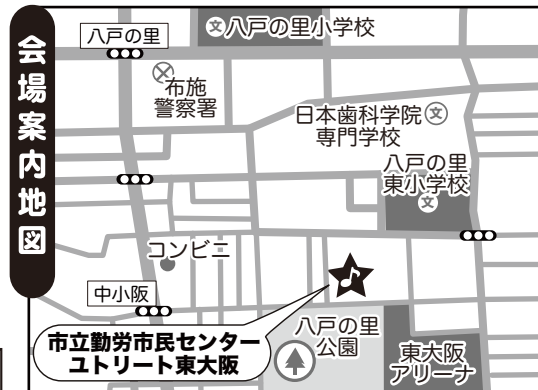 会場案内地図
八戸の里
文八戸の里小学校
布施
警察署
日本歯科学院文
専門学校
八戸の里
東小学校
文
コンビニ
中小阪
市立勤労市民センター
ユトリート東大阪
八戸の里
公園
東大阪
アリーナ